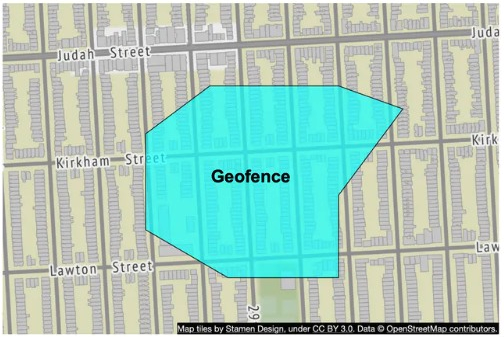 Judah Street
Juda
Kirkham Street
Kirk
Geofence
Lawton Street
Law
29
Map tiles by Stamen Design, under CC BY 3.0. Data © OpenStreetMap contributors.